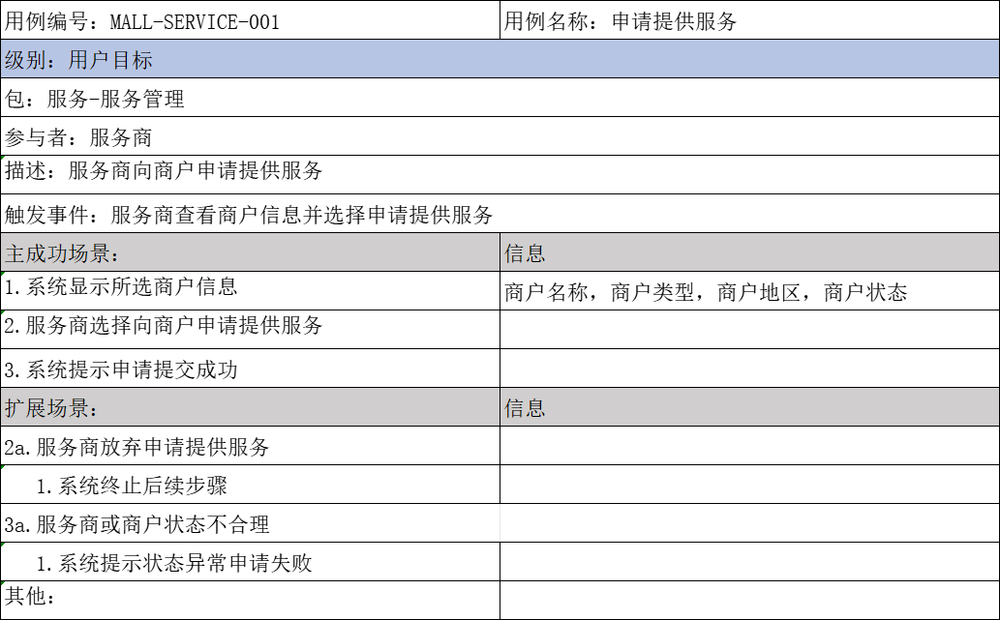 用例编号：MALL-SERVICE-001
用例名称：申请提供服务
级别：用户目标
包：服务-服务管理
参与者：服务商
描述：服务商向商户申请提供服务
触发事件：服务商查看商户信息并选择申请提供服务
主成功场景：
信息
1.系统显示所选商户信息
商户名称，商户类型，商户地区，商户状态
2.服务商选择向商户申请提供服务
3.系统提示申请提交成功
扩展场景：
信息
2a.服务商放弃申请提供服务
1.系统终止后续步骤
3a.服务商或商户状态不合理
1.系统提示状态异常申请失败
其他：